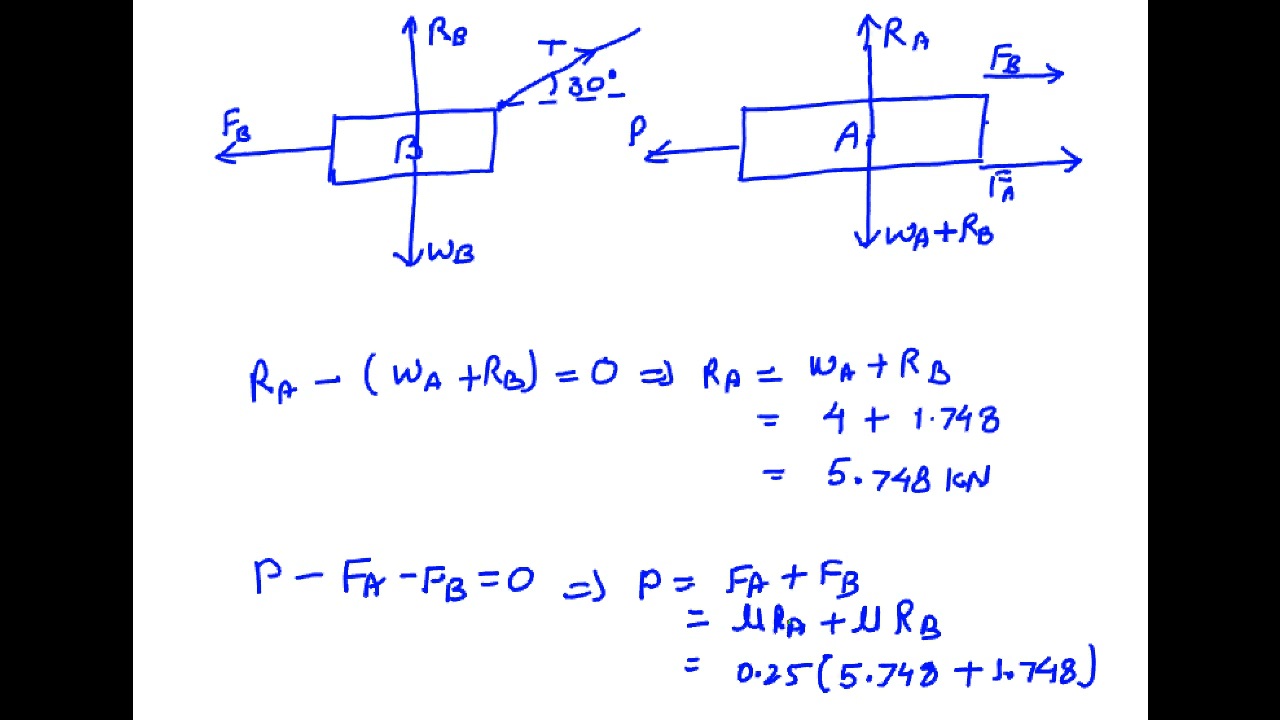 R_B
T
30°
F_B
B
W_B
R_A
F_B
P
A
F_A
W_A + R_B
R_A - (W_A + R_B) = 0 ⇒ R_A = W_A + R_B
= 4 + 1.748
= 5.748 KN
P - F_A - F_B = 0 ⇒ P = F_A + F_B
= μR_A + μ R_B
= 0.25(5.748 + 1.748)